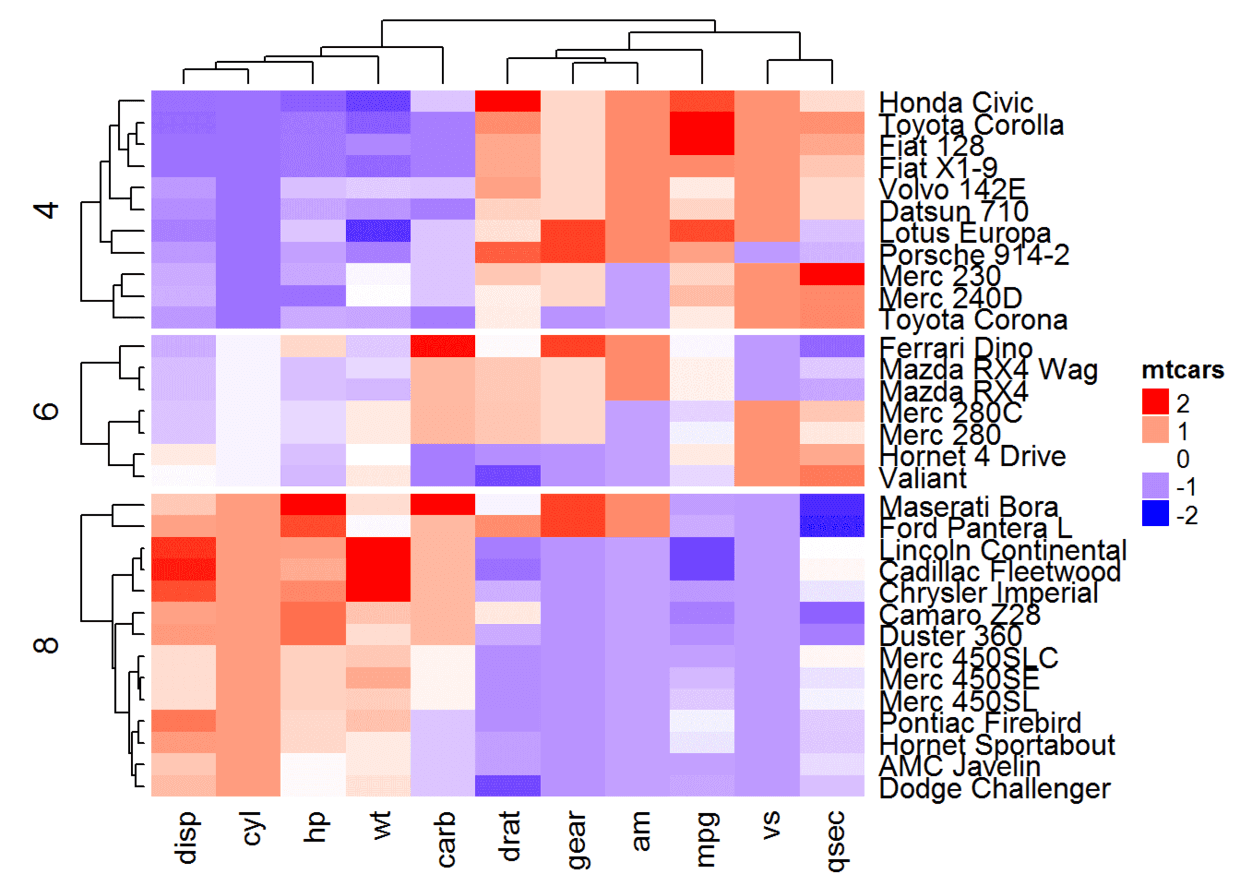 4
Honda Civic
Toyota Corolla
Fiat 128
Fiat X1-9
Volvo 142E
Datsun 710
Lotus Europa
Porsche 914-2
Merc 230
Merc 240D
Toyota Corona
6
Ferrari Dino
Mazda RX4 Wag
Mazda RX4
Merc 280C
Merc 280
Hornet 4 Drive
Valiant
8
Maserati Bora
Ford Pantera L
Lincoln Continental
Cadillac Fleetwood
Chrysler Imperial
Camaro Z28
Duster 360
Merc 450SLC
Merc 450SE
Merc 450SL
Pontiac Firebird
Hornet Sportabout
AMC Javelin
Dodge Challenger
disp cyl hp wt carb drat gear am mpg vs qsec
mtcars
2
1
0
-1
-2